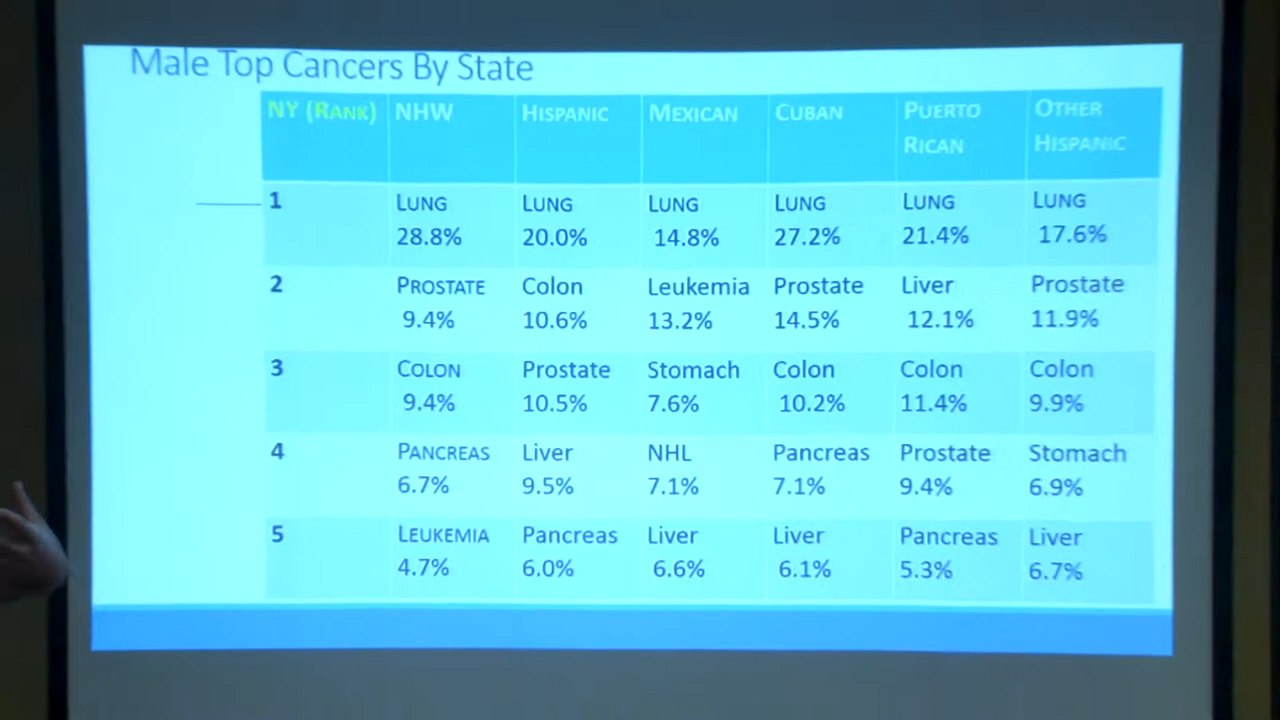 Male Top Cancers By State
NY (RANK) NHW HISPANIC MEXICAN CUBAN PUERTO RICAN OTHER HISPANIC
1 LUNG LUNG LUNG LUNG LUNG LUNG
28.8% 20.0% 14.8% 27.2% 21.4% 17.6%
2 PROSTATE Colon Leukemia Prostate Liver Prostate
9.4% 10.6% 13.2% 14.5% 12.1% 11.9%
3 COLON Prostate Stomach Colon Colon Colon
9.4% 10.5% 7.6% 10.2% 11.4% 9.9%
4 PANCREAS Liver NHL Pancreas Prostate Stomach
6.7% 9.5% 7.1% 7.1% 9.4% 6.9%
5 LEUKEMIA Pancreas Liver Liver Pancreas Liver
4.7% 6.0% 6.6% 6.1% 5.3% 6.7%